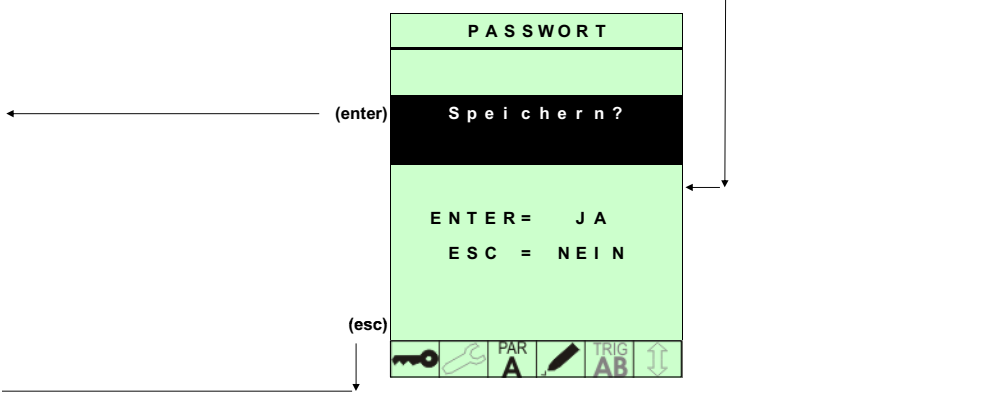 PASSWORT
(enter) Speichern?
ENTER= JA
ESC = NEIN
(esc)
PAR A TRIG AB